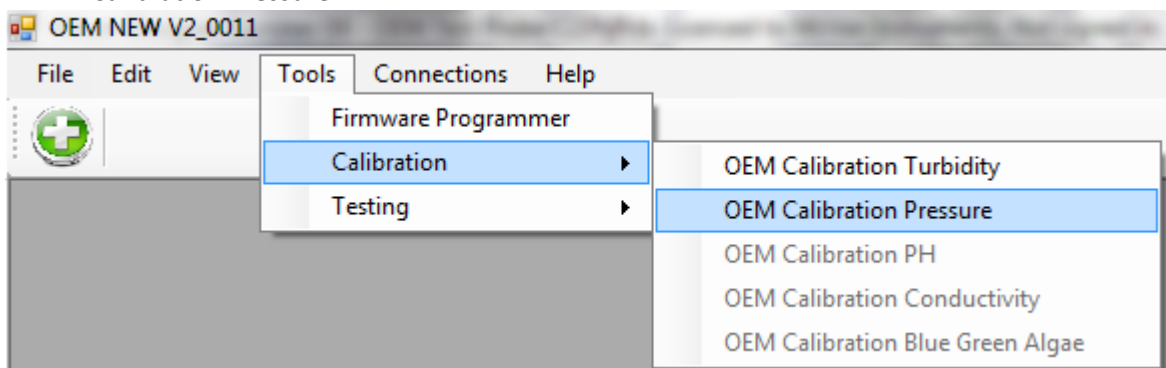 OEM NEW V2_0011
File Edit View Tools Connections Help
Firmware Programmer
Calibration
Testing
OEM Calibration Turbidity
OEM Calibration Pressure
OEM Calibration PH
OEM Calibration Conductivity
OEM Calibration Blue Green Algae